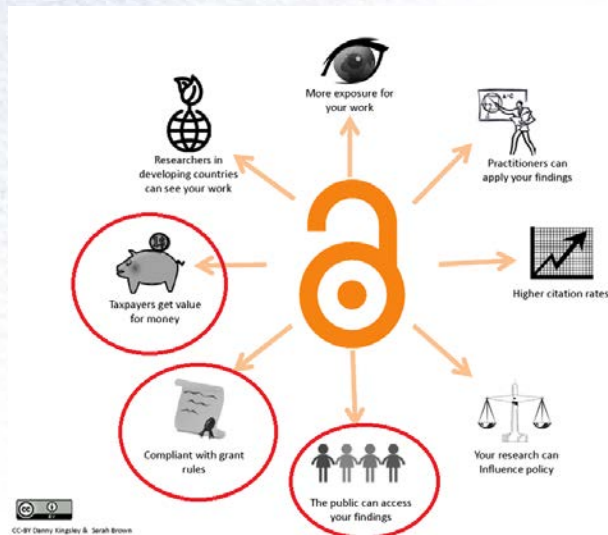 More exposure for
your work
Researchers in
developing countries
can see your work
Practitioners can
apply your findings
Taxpayers get value
for money
Higher citation rates
Compliant with grant
rules
The public can access
your findings
Your research can
Influence policy
CC-BY Danny Kingsley & Sarah Brown